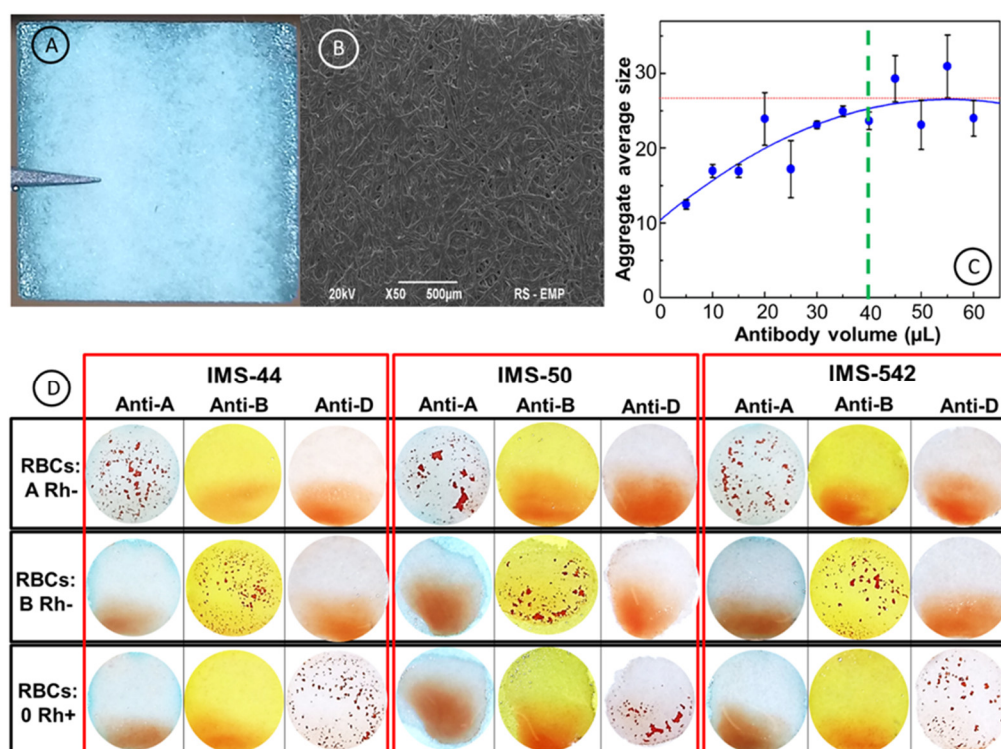 A
B
20kV X50 500µm RS - EMP
Aggregate average size
30
20
10
0
0 10 20 30 40 50 60
Antibody volume (µL)
C
D
IMS-44 IMS-50 IMS-542
Anti-A Anti-B Anti-D Anti-A Anti-B Anti-D Anti-A Anti-B Anti-D
RBCs:
A Rh-
RBCs:
B Rh-
RBCs:
0 Rh+